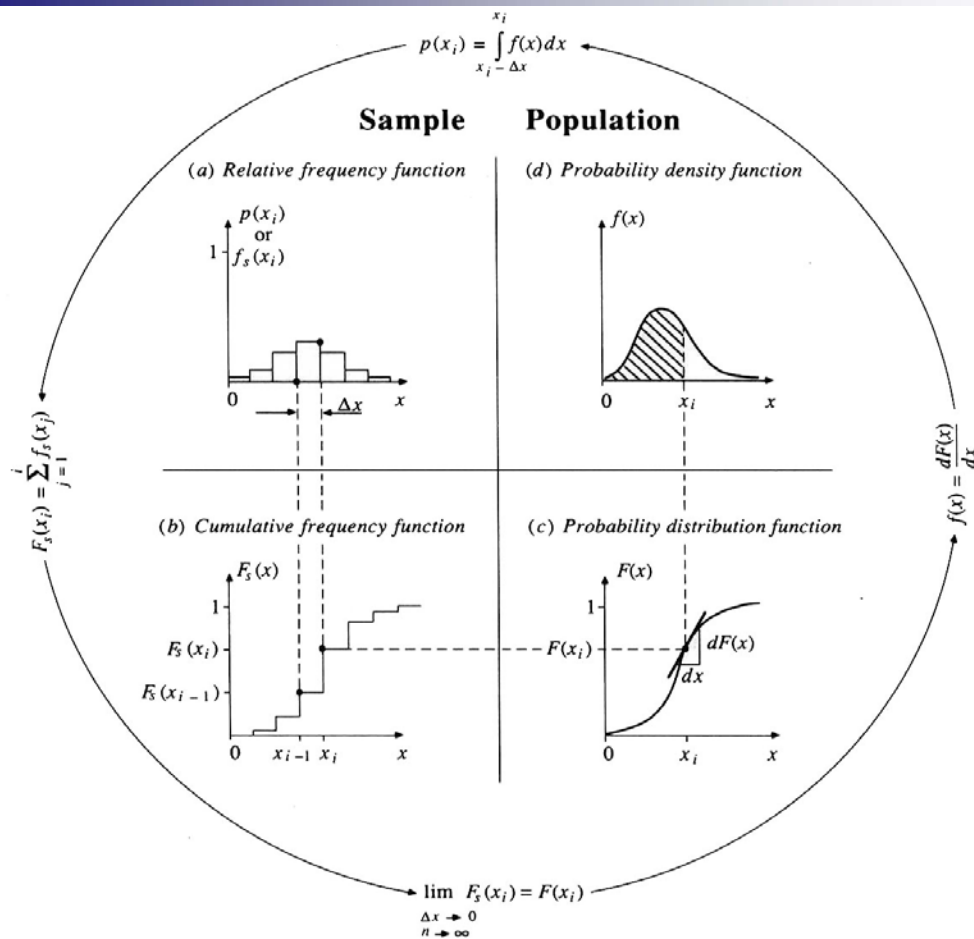 x_i
p(x_i) = ∫ f(x) dx
x_i − Δx
Sample Population
(a) Relative frequency function
p(x_i)
or
f_s(x_i)
1
0
x
Δx
(d) Probability density function
f(x)
0
x_i
x
F_s(x_i) = Σ_{j = 1}^{i} f_s(x_j)
f(x) = dF(x)/dx
(b) Cumulative frequency function
F_s(x)
1
F_s(x_i)
F_s(x_{i−1})
0
x_{i−1}
x_i
x
(c) Probability distribution function
F(x)
1
F(x_i)
dF(x)
dx
0
x_i
x
lim F_s(x_i) = F(x_i)
Δx → 0
n → ∞